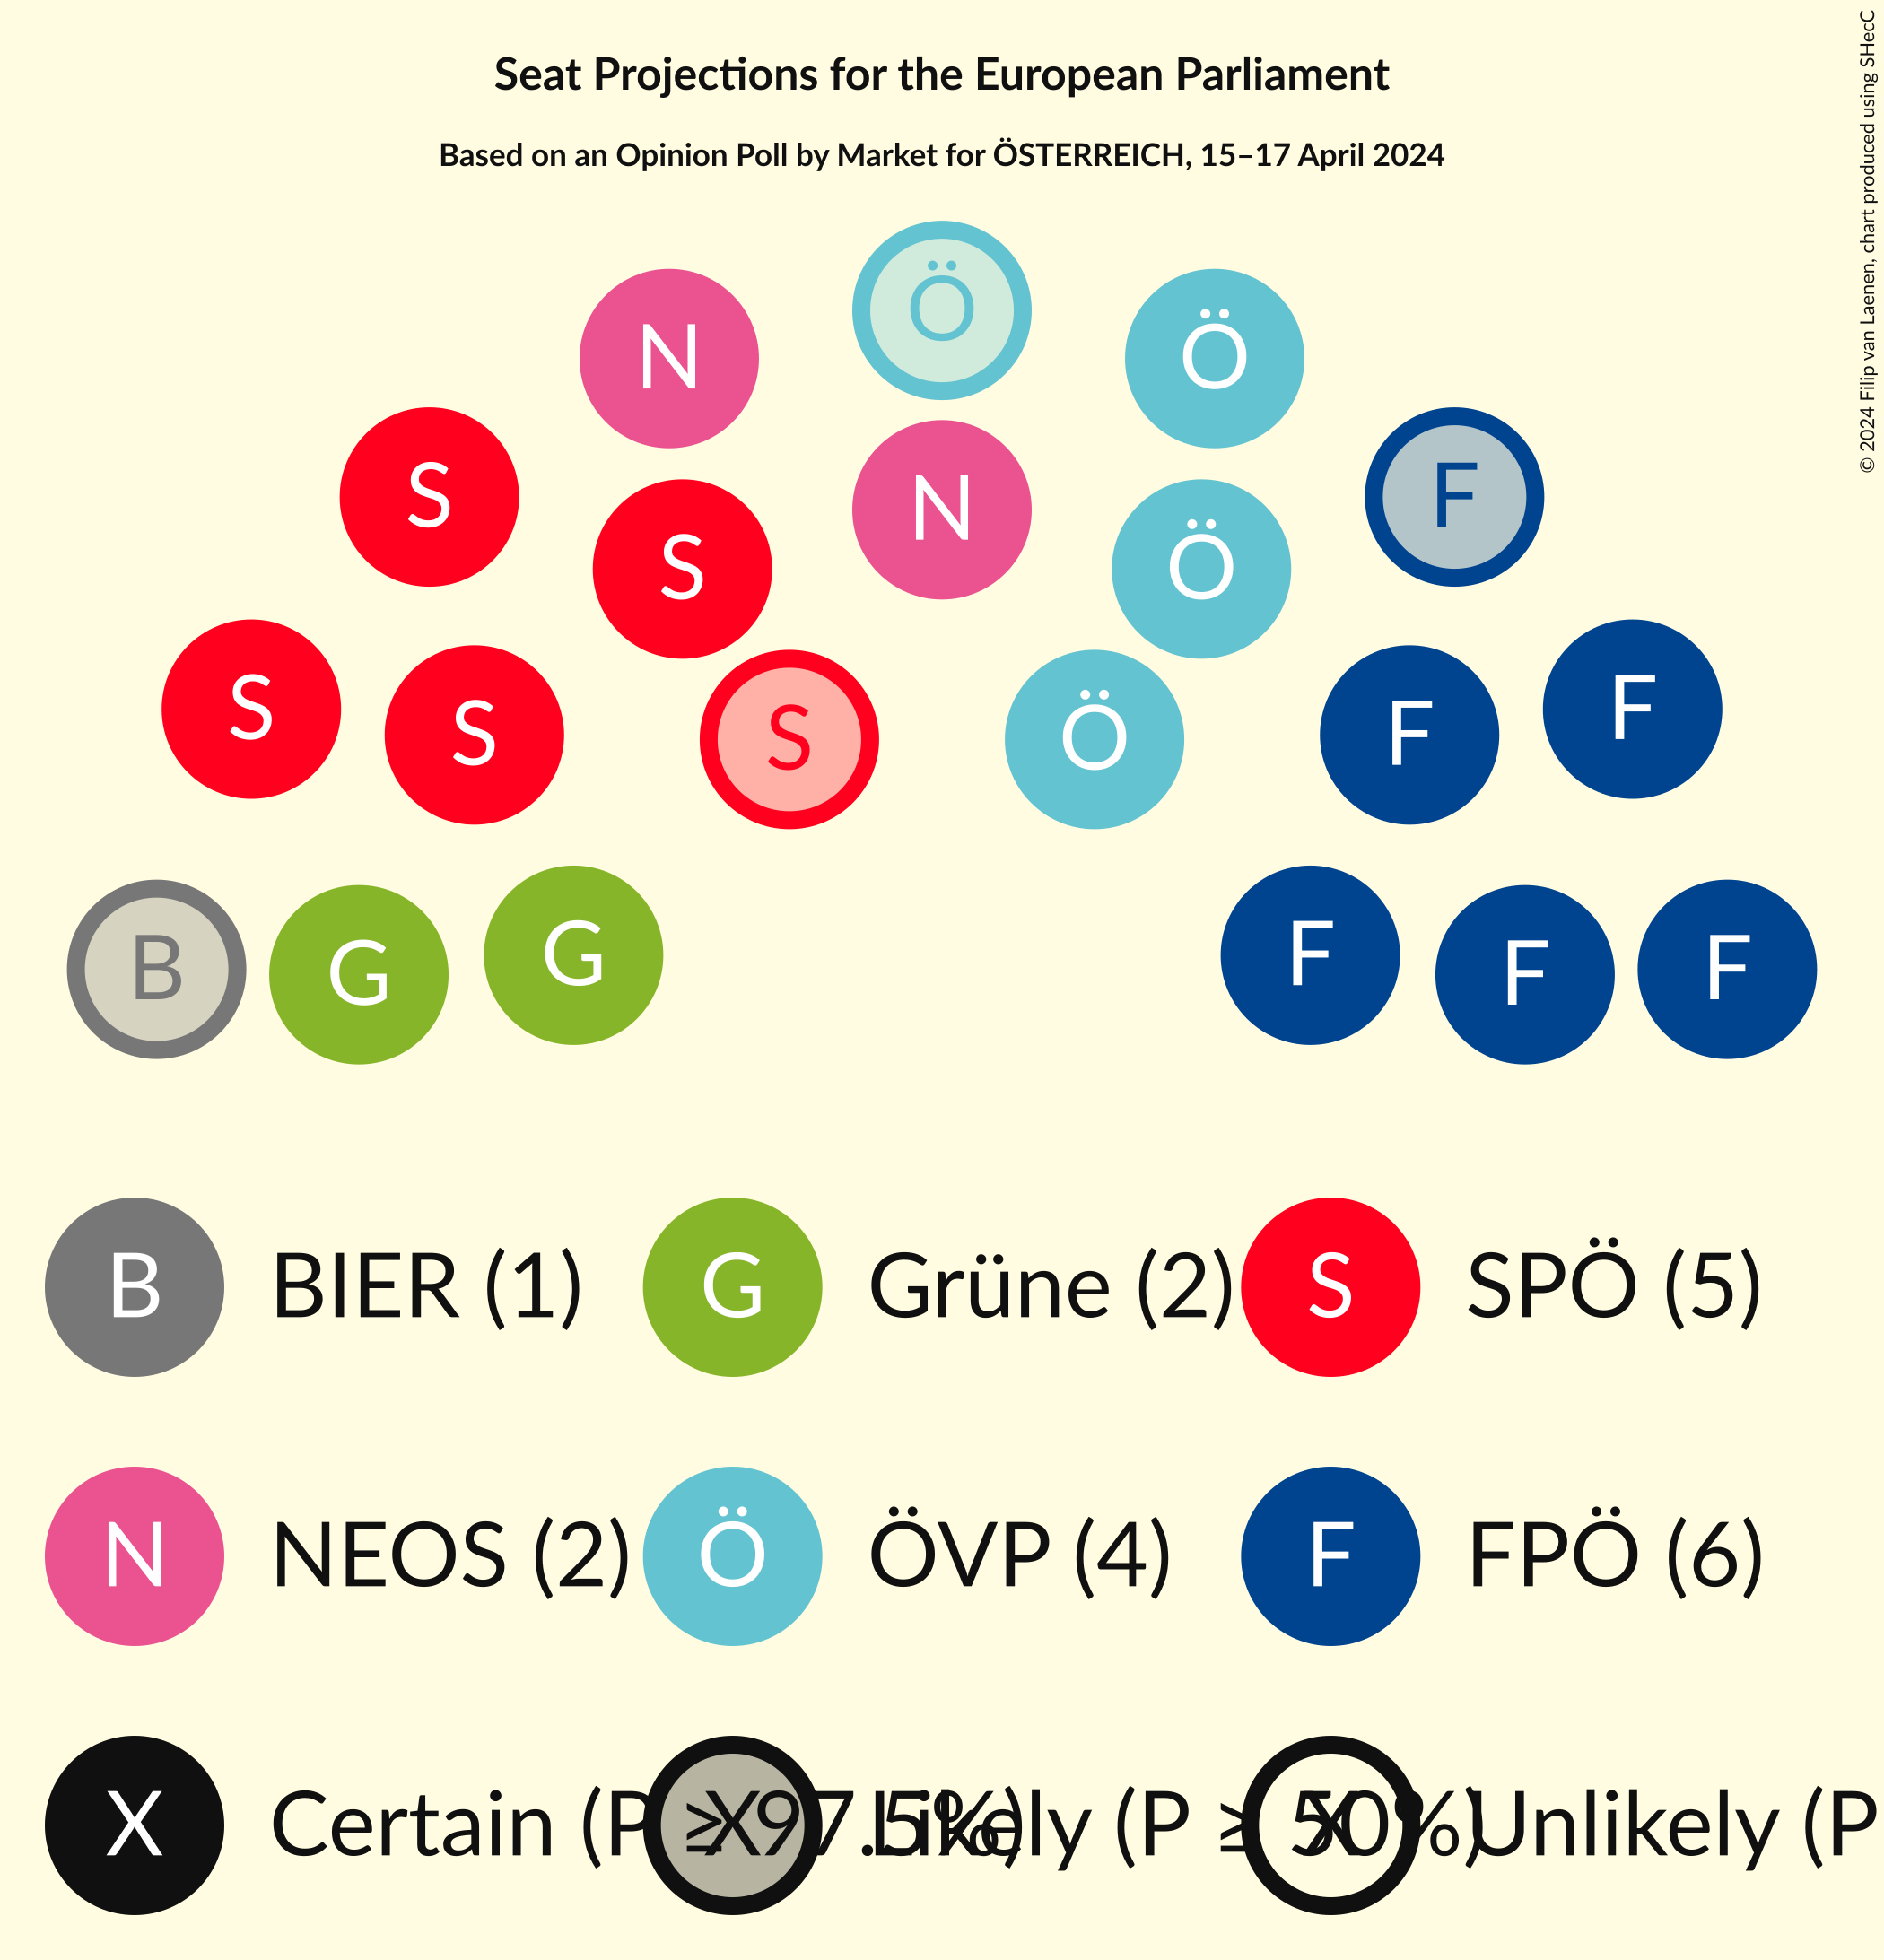 Seat Projections for the European Parliament
Based on an Opinion Poll by Market for ÖSTERREICH, 15–17 April 2024
© 2024 Filip van Laenen, chart produced using SHecC
Ö
N Ö
S F
N
S Ö
S F
S F
S Ö
B G G F F F
B BIER (1) G Grüne (2) S SPÖ (5)
N NEOS (2) Ö ÖVP (4) F FPÖ (6)
X Certain (P ≥ 97.5%) X Likely (P ≥ 50%) X Unlikely (P